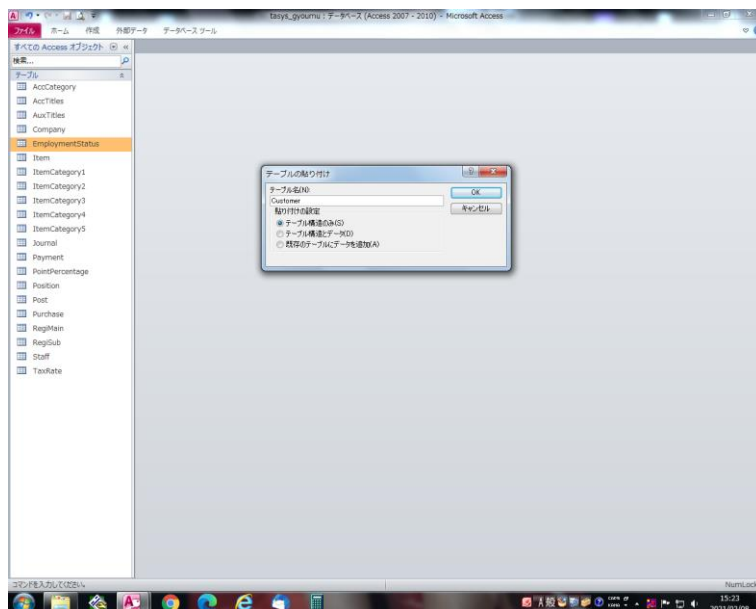 tasys_gyoumu : データベース (Access 2007 - 2010) - Microsoft Access
ファイル ホーム 作成 外部データ データベース ツール
すべての Access オブジェクト
検索...
テーブル
AccCategory
AccTitles
AuxTitles
Company
EmploymentStatus
Item
ItemCategory1
ItemCategory2
ItemCategory3
ItemCategory4
ItemCategory5
Journal
Payment
PointPercentage
Position
Post
Purchase
RegiMain
RegiSub
Staff
TaxRate
テーブルの貼り付け
テーブル名(N):
Customer
貼り付けの設定
テーブル構造のみ(S)
テーブル構造とデータ(D)
既存のテーブルにデータを追加(A)
OK
キャンセル
コマンドを入力してください。
NumLock
15:23